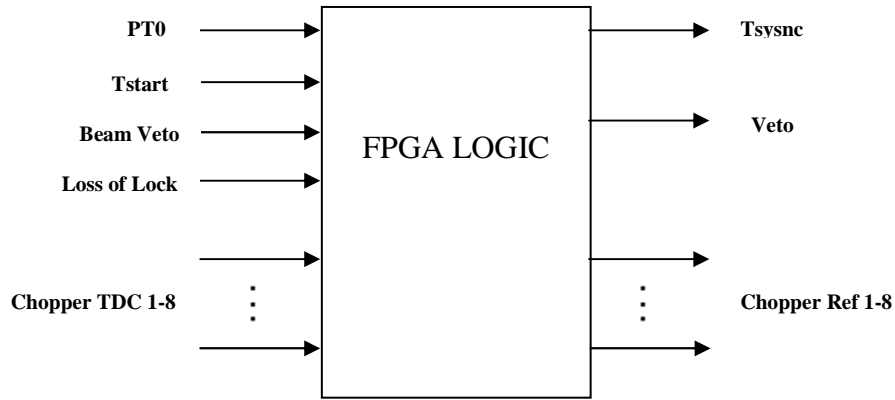 PT0
Tstart
Beam Veto
Loss of Lock
Chopper TDC 1-8
FPGA LOGIC
Tsysnc
Veto
Chopper Ref 1-8